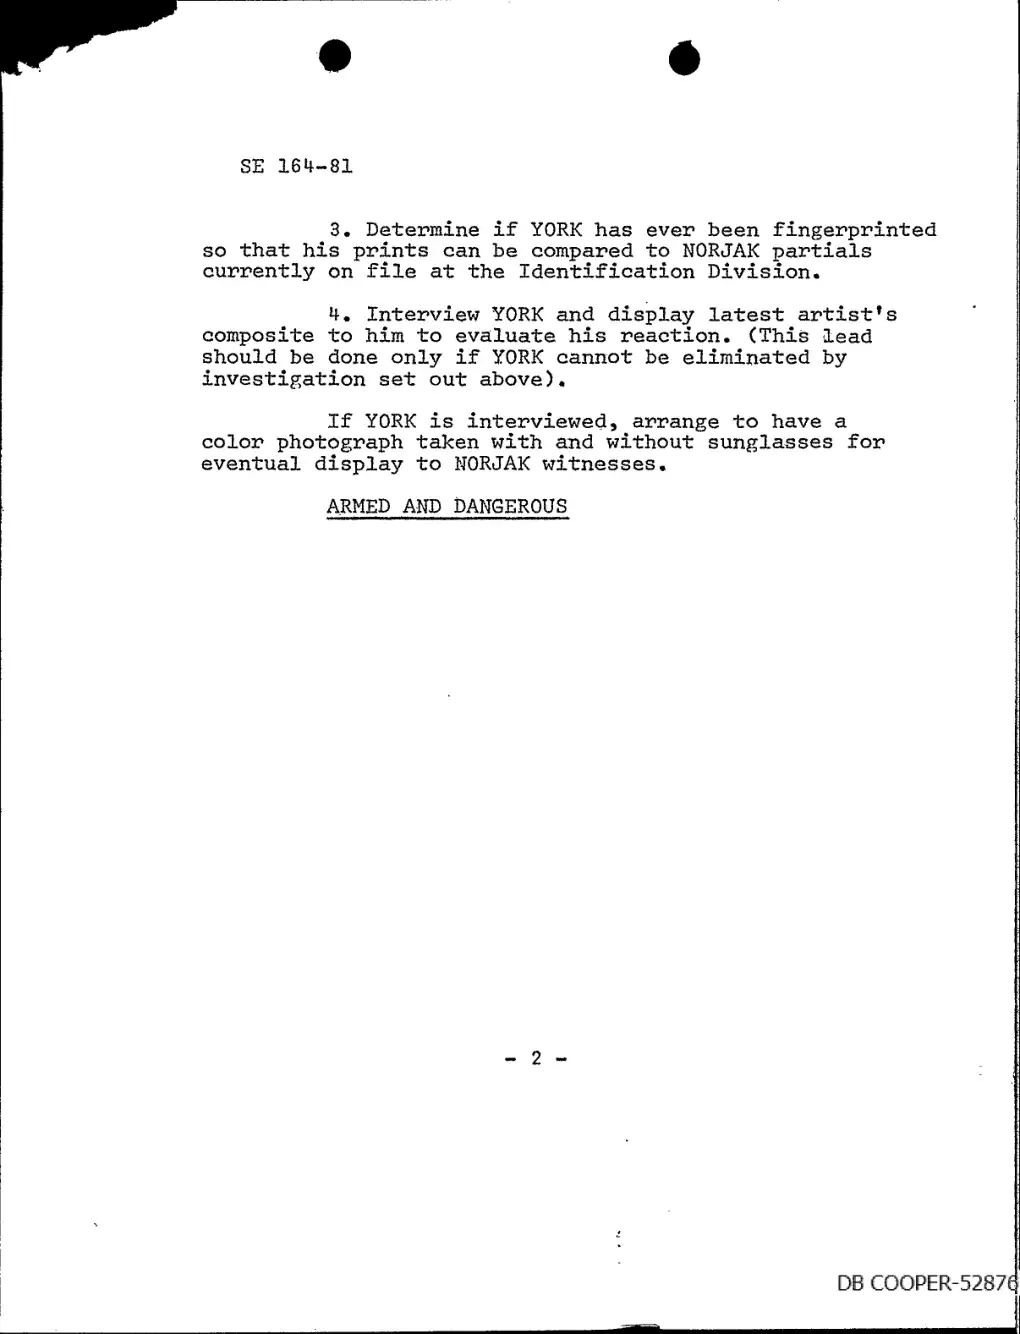 SE 164-81
3. Determine if YORK has ever been fingerprinted
so that his prints can be compared to NORJAK partials
currently on file at the Identification Division.
4. Interview YORK and display latest artist's
composite to him to evaluate his reaction. (This lead
should be done only if YORK cannot be eliminated by
investigation set out above).
If YORK is interviewed, arrange to have a
color photograph taken with and without sunglasses for
eventual display to NORJAK witnesses.
ARMED AND DANGEROUS
- 2 -
DB COOPER-52876